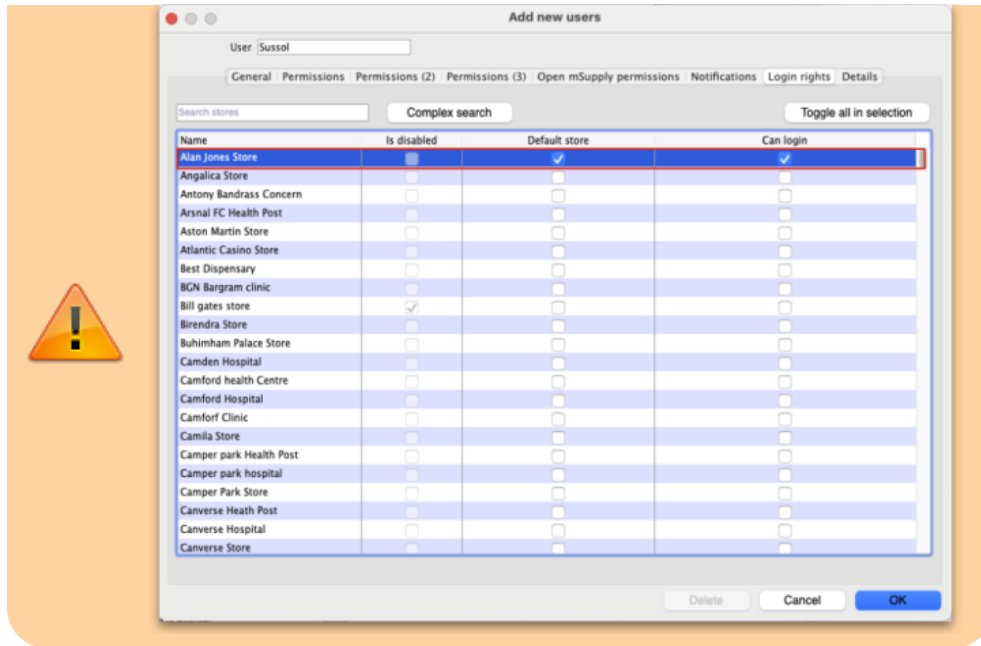 Add new users
User Sussol
General Permissions Permissions (2) Permissions (3) Open mSupply permissions Notifications Login rights Details
Search stores Complex search Toggle all in selection
Name Is disabled Default store Can login
Alan Jones Store
Angalica Store
Antony Bandrass Concern
Arsnal FC Health Post
Aston Martin Store
Atlantic Casino Store
Best Dispensary
BGN Bargram clinic
Bill gates store
Birendra Store
Buhimham Palace Store
Camden Hospital
Camford health Centre
Camford Hospital
Camforf Clinic
Camila Store
Camper park Health Post
Camper park hospital
Camper Park Store
Canverse Heath Post
Canverse Hospital
Canverse Store
Delete Cancel OK